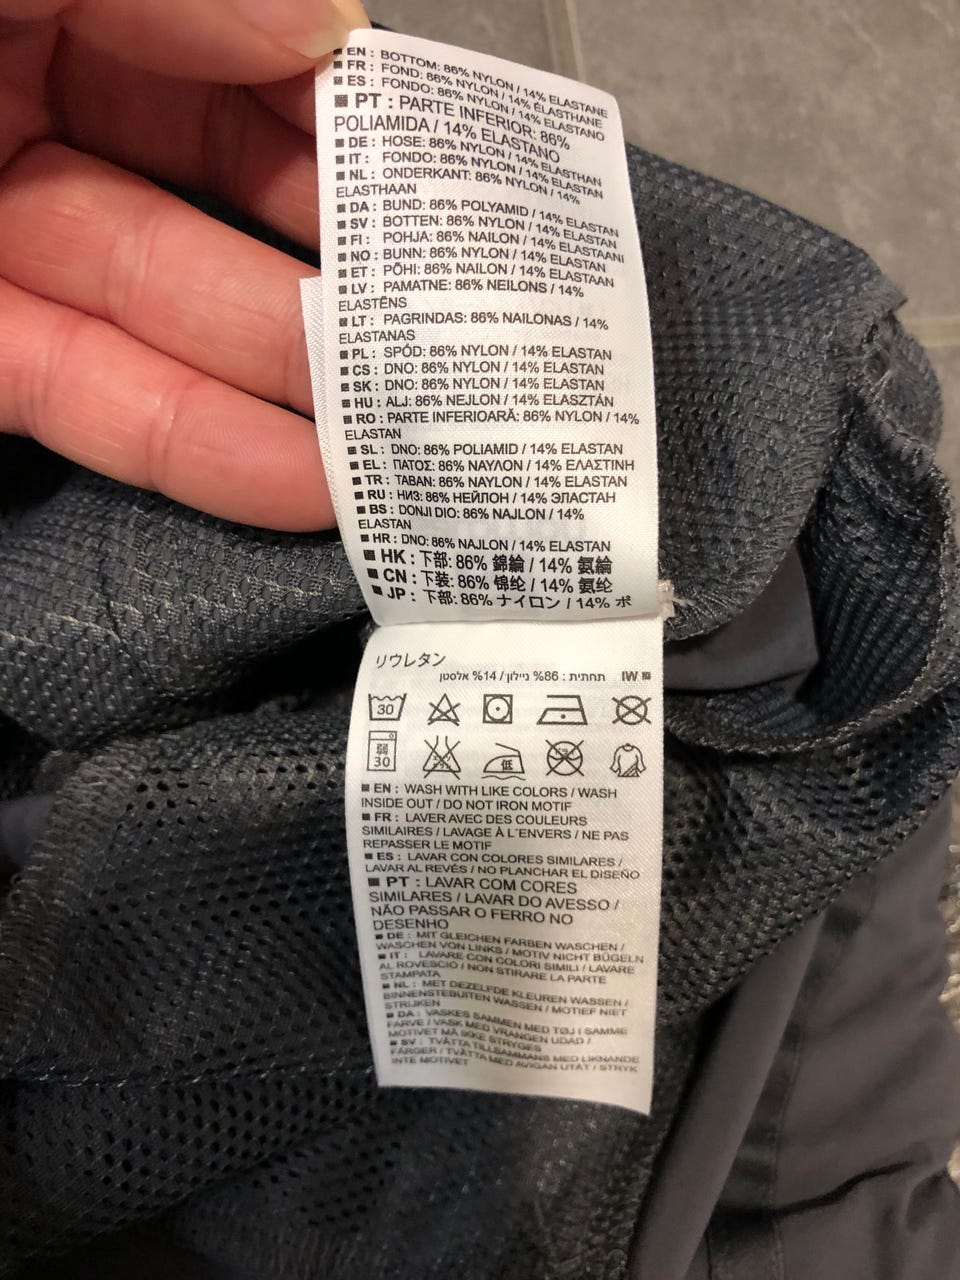 EN : BOTTOM: 86% NYLON / 14% ELASTANE
FR : FOND: 86% NYLON / 14% ÉLASTHANE
ES : FONDO: 86% NYLON / 14% ELASTANO
PT : PARTE INFERIOR: 86%
POLIAMIDA / 14% ELASTANO
DE : HOSE: 86% NYLON / 14% ELASTHAN
IT : FONDO: 86% NYLON / 14% ELASTAN
NL : ONDERKANT: 86% NYLON / 14%
ELASTHAAN
DA : BUND: 86% POLYAMID / 14% ELASTAN
SV : BOTTEN: 86% NYLON / 14% ELASTAN
FI : POHJA: 86% NAILON / 14% ELASTAANI
NO : BUNN: 86% NYLON / 14% ELASTAN
ET : PÕHI: 86% NAILON / 14% ELASTAAN
LV : PAMATNE: 86% NEILONS / 14%
ELASTĒNS
LT : PAGRINDAS: 86% NAILONAS / 14%
ELASTANAS
PL : SPÓD: 86% NYLON / 14% ELASTAN
CS : DNO: 86% NYLON / 14% ELASTAN
SK : DNO: 86% NYLON / 14% ELASTAN
HU : ALJ: 86% NEJLON / 14% ELASZTÁN
RO : PARTE INFERIOARĂ: 86% NYLON / 14%
ELASTAN
SL : DNO: 86% POLIAMID / 14% ELASTAN
EL : ΠΑΤΟΣ: 86% ΝΑΥΛΟΝ / 14% ΕΛΑΣΤΙΝΗ
TR : TABAN: 86% NAYLON / 14% ELASTAN
RU : НИЗ: 86% НЕЙЛОН / 14% ЭЛАСТАН
BS : DONJI DIO: 86% NAJLON / 14%
ELASTAN
HR : DNO: 86% NAJLON / 14% ELASTAN
HK : 下部: 86% 錦綸 / 14% 氨綸
CN : 下装: 86% 锦纶 / 14% 氨纶
JP : 下部: 86% ナイロン / 14% ポ
リウレタン
IW : תחתית: 86% ניילון / 14% אלסטן
30
弱
30
低
EN : WASH WITH LIKE COLORS / WASH
INSIDE OUT / DO NOT IRON MOTIF
FR : LAVER AVEC DES COULEURS
SIMILAIRES / LAVAGE À L'ENVERS / NE PAS
REPASSER LE MOTIF
ES : LAVAR CON COLORES SIMILARES /
LAVAR AL REVÉS / NO PLANCHAR EL DISEÑO
PT : LAVAR COM CORES
SIMILARES / LAVAR DO AVESSO /
NÃO PASSAR O FERRO NO
DESENHO
DE : MIT GLEICHEN FARBEN WASCHEN /
WASCHEN VON LINKS / MOTIV NICHT BÜGELN
IT : LAVARE CON COLORI SIMILI / LAVARE
AL ROVESCIO / NON STIRARE LA PARTE
STAMPATA
NL : MET DEZELFDE KLEUREN WASSEN /
BINNENSTEBUITEN WASSEN / MOTIEF NIET
STRIJKEN
DA : VASKES SAMMEN MED TØJ I SAMME
FARVE / VASK MED VRANGEN UDAD /
MOTIVET MÅ IKKE STRYGES
SV : TVÄTTA TILLSAMMANS MED LIKNANDE
FÄRGER / TVÄTTA MED AVIGAN UTÅT / STRYK
INTE MOTIVET